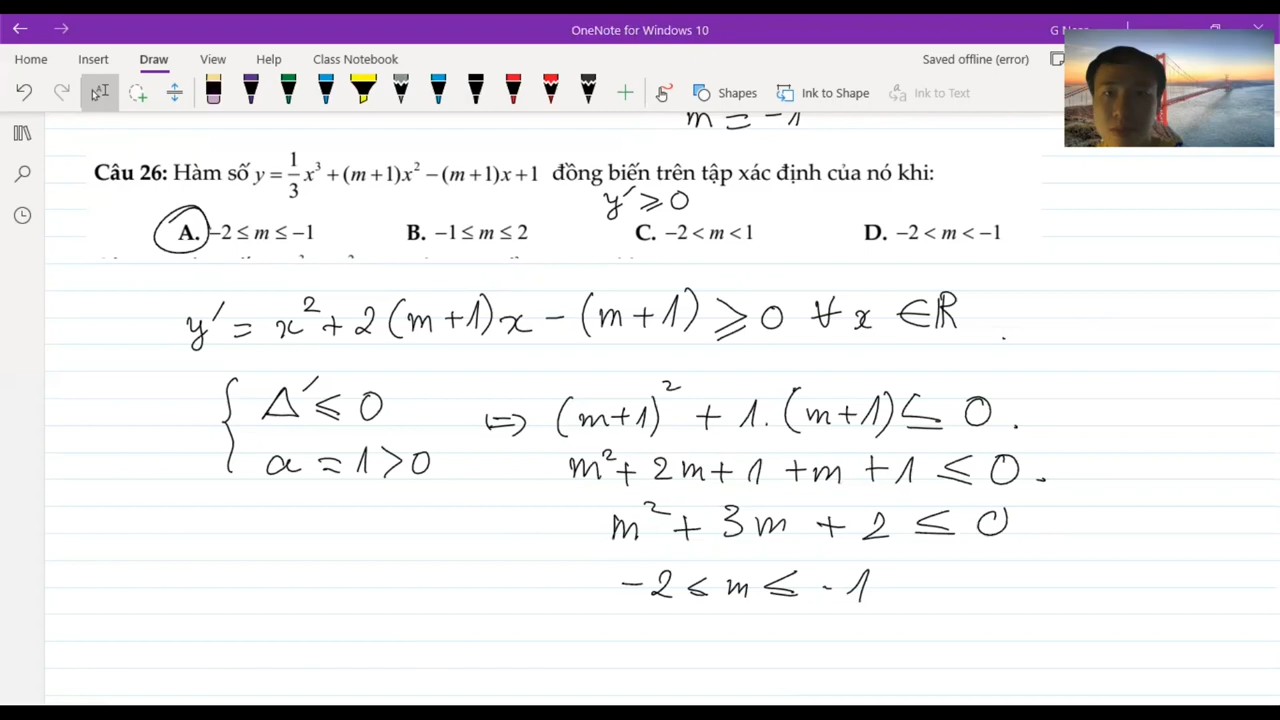 OneNote for Windows 10
Home Insert Draw View Help Class Notebook Saved offline (error)
Shapes Ink to Shape Ink to Text
m = -1
Câu 26: Hàm số y = 1/3 x³ + (m+1)x² − (m+1)x + 1 đồng biến trên tập xác định của nó khi:
y′ ⩾ 0
A. −2 ≤ m ≤ −1 B. −1 ≤ m ≤ 2 C. −2 < m < 1 D. −2 < m < −1
y′ = x² + 2(m+1)x − (m+1) ⩾ 0 ∀ x ∈ ℝ
Δ′ ⩽ 0 ⇔ (m+1)² + 1.(m+1) ≤ 0.
a = 1 > 0
m² + 2m + 1 + m + 1 ≤ 0.
m² + 3m + 2 ≤ 0
−2 ≤ m ≤ -1